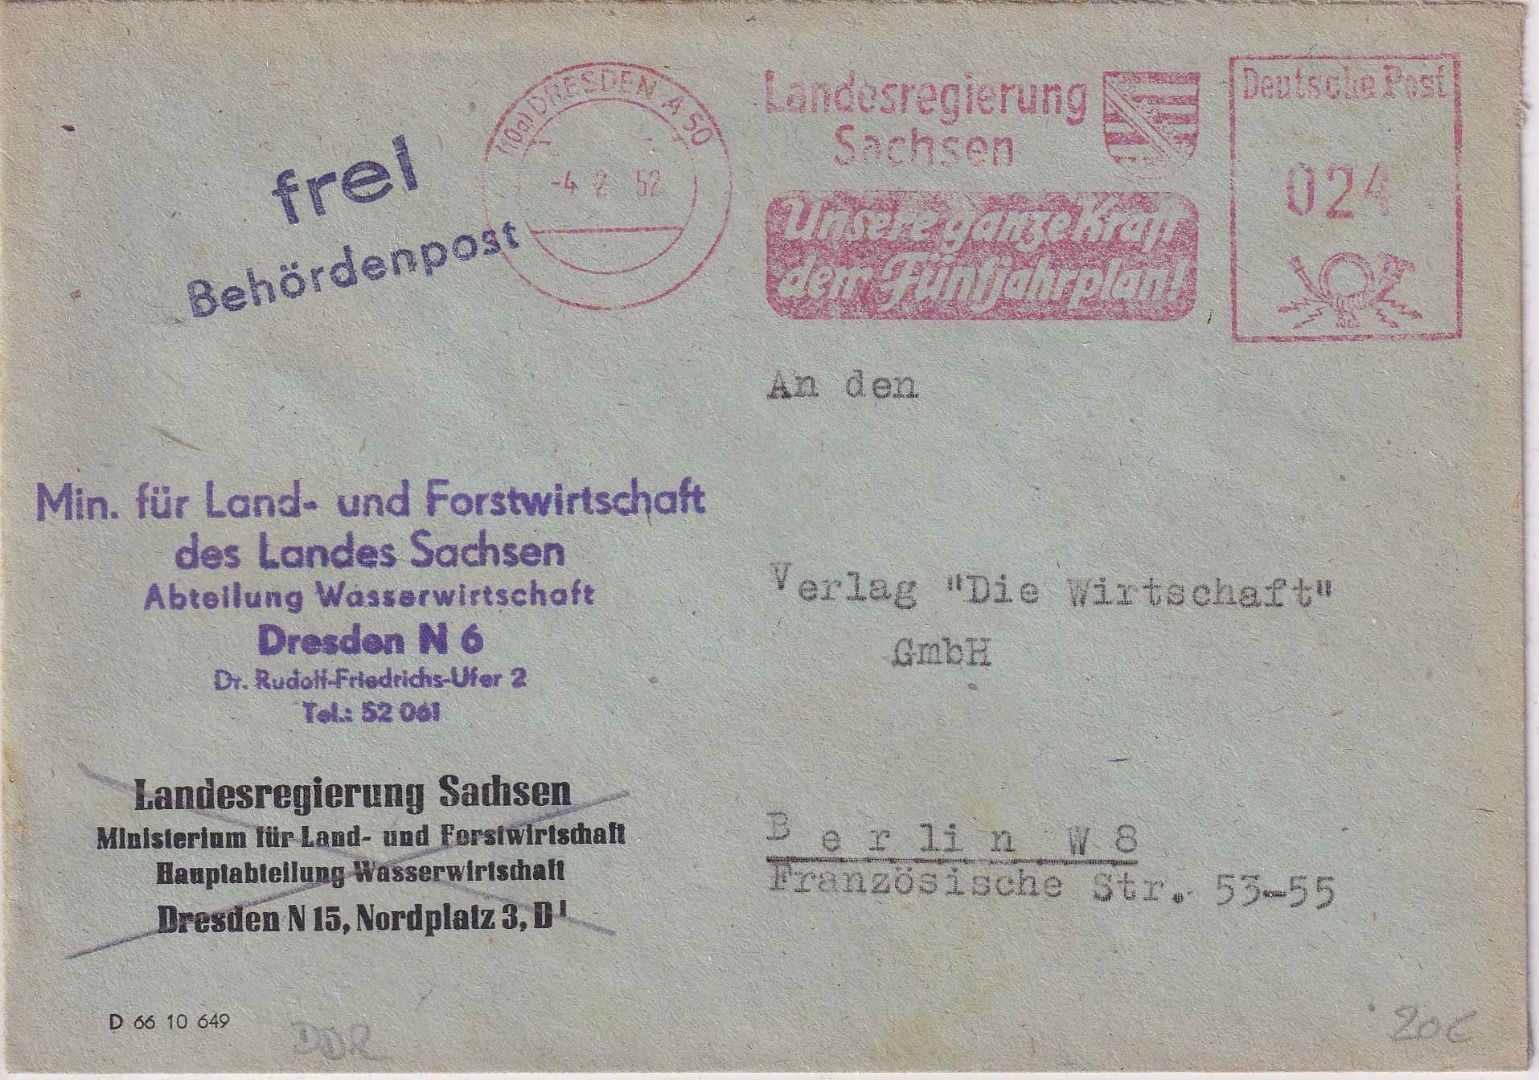 frei
Behördenpost
(10a) DRESDEN A 50
-4 2 52
Landesregierung
Sachsen
Unsere ganze Kraft
dem Fünfjahrplan!
Deutsche Post
024
An den
Min. für Land- und Forstwirtschaft
des Landes Sachsen
Abteilung Wasserwirtschaft
Dresden N 6
Dr. Rudolf-Friedrichs-Ufer 2
Tel.: 52 061
Verlag "Die Wirtschaft"
GmbH
Landesregierung Sachsen
Ministerium für Land- und Forstwirtschaft
Hauptabteilung Wasserwirtschaft
Dresden N 15, Nordplatz 3, D¹
Berlin W 8
Französische Str. 53-55
D 66 10 649
DDR
20€